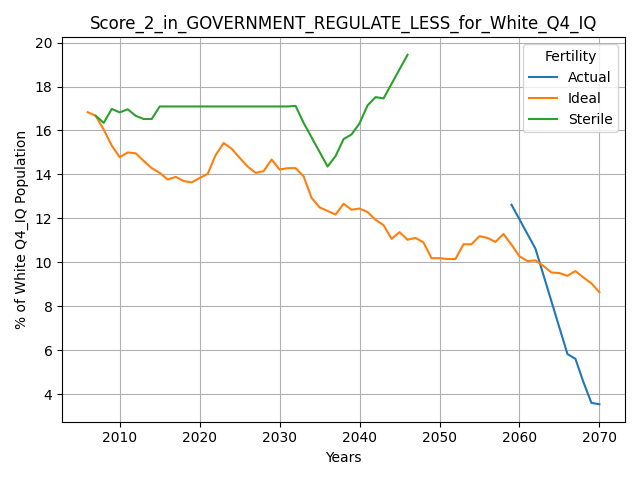 Score_2_in_GOVERNMENT_REGULATE_LESS_for_White_Q4_IQ
% of White Q4_IQ Population
20
18
16
14
12
10
8
6
4
Fertility
Actual
Ideal
Sterile
2010 2020 2030 2040 2050 2060 2070
Years